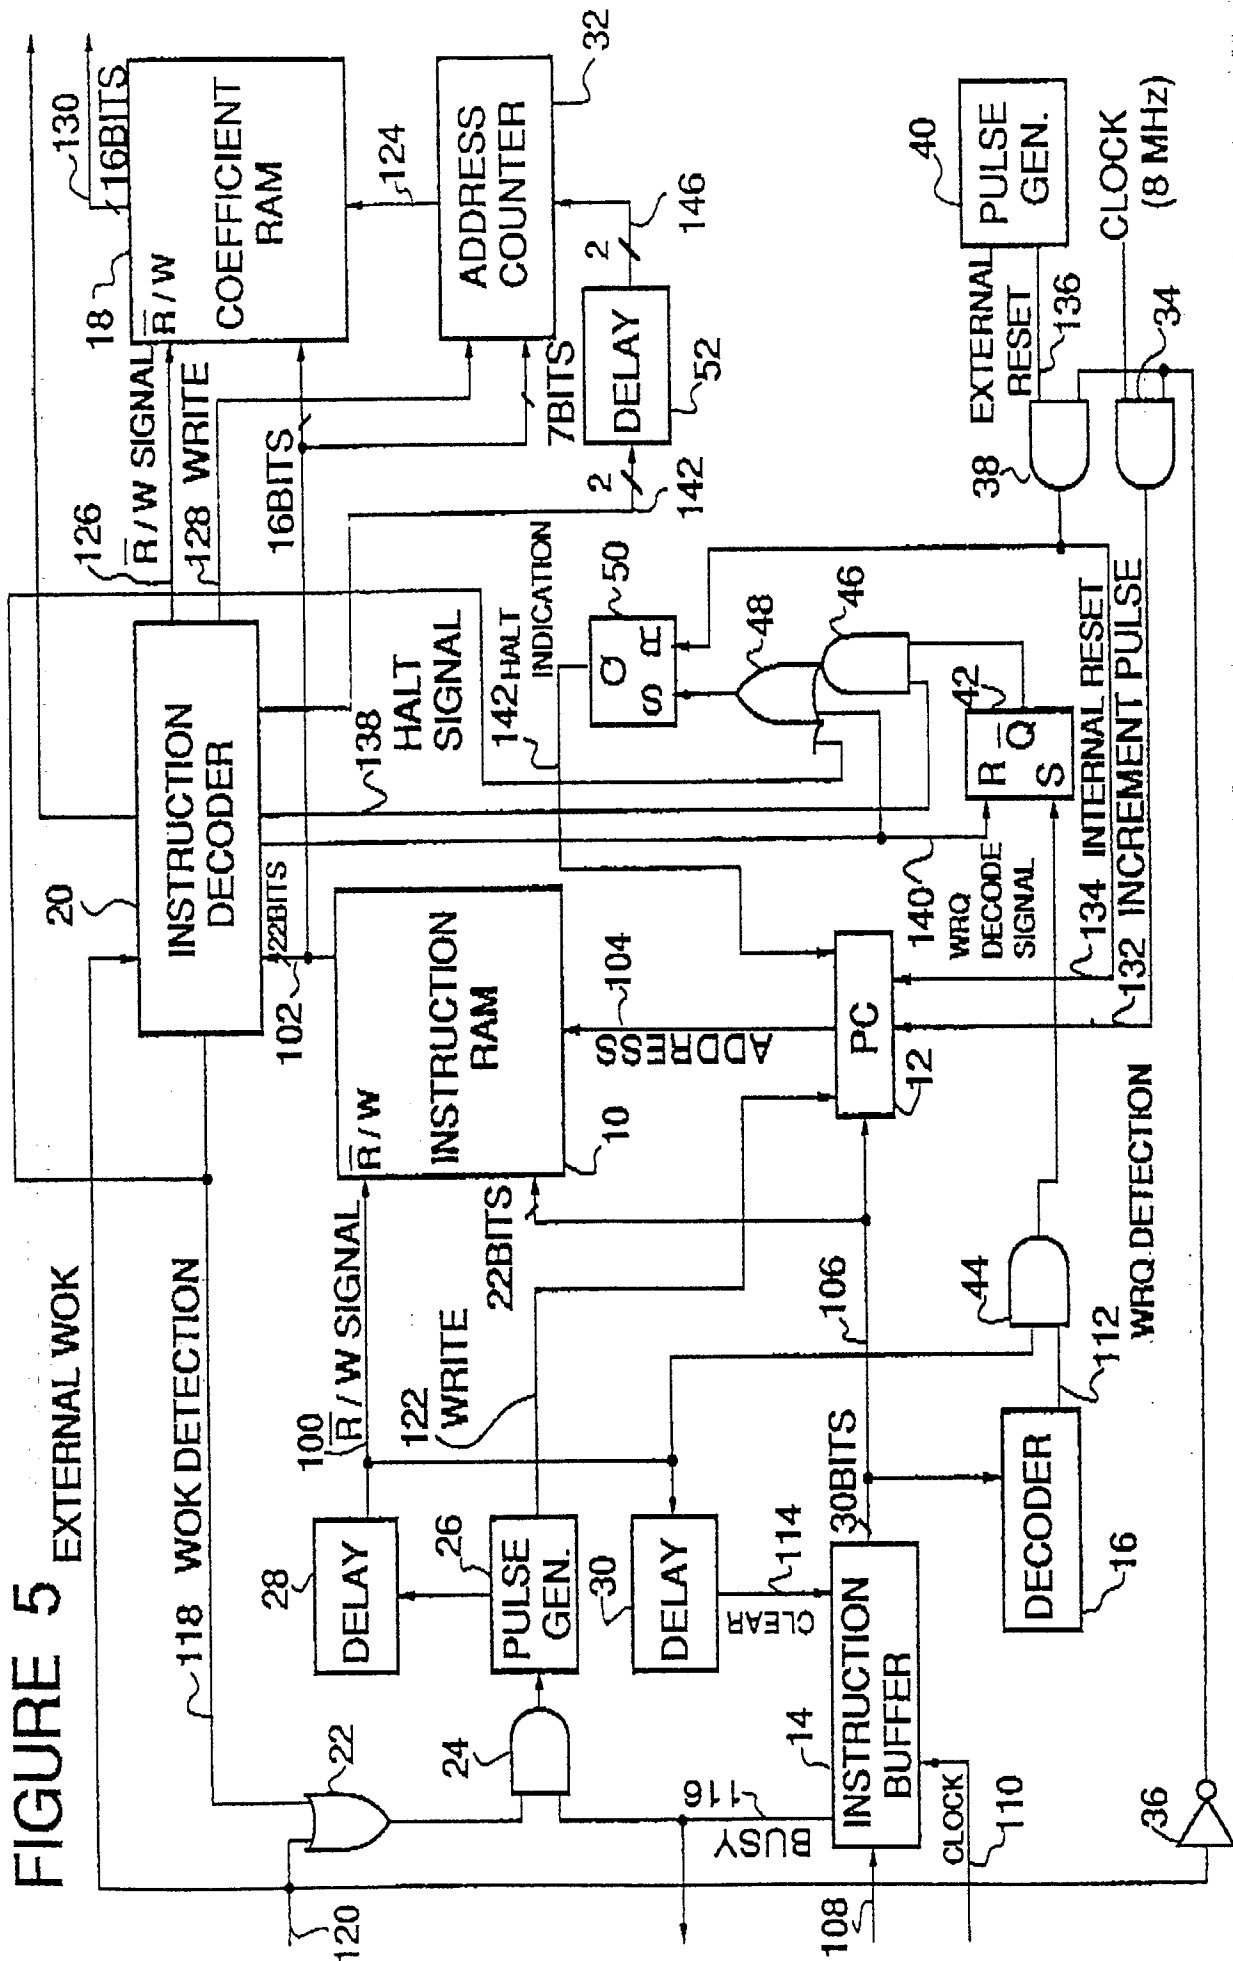 FIGURE 5
EXTERNAL WOK
118 WOK DETECTION
120
22
24
28
DELAY
26
PULSE
GEN.
30
DELAY
114
CLEAR
100
R̅ / W SIGNAL
122
WRITE
14
INSTRUCTION
BUFFER
116
BUSY
108
CLOCK
110
30BITS
106
DECODER
16
44
112
WRQ DETECTION
36
20
INSTRUCTION
DECODER
22BITS
102
R̅ / W
INSTRUCTION
RAM
10
22BITS
104
ADDRESS
PC
12
126
R̅ / W SIGNAL
128 WRITE
16BITS
138
HALT
SIGNAL
142 HALT
INDICATION
140
WRQ
DECODE
SIGNAL
134 INTERNAL RESET
132 INCREMENT PULSE
R Q̅
S
42
46
48
50
Q
S R
130
16BITS
18
R̅ / W
COEFFICIENT
RAM
124
32
ADDRESS
COUNTER
7BITS
DELAY
52
2
142
2
146
40
PULSE
GEN.
EXTERNAL
RESET
136
38
34
CLOCK
(8 MHz)